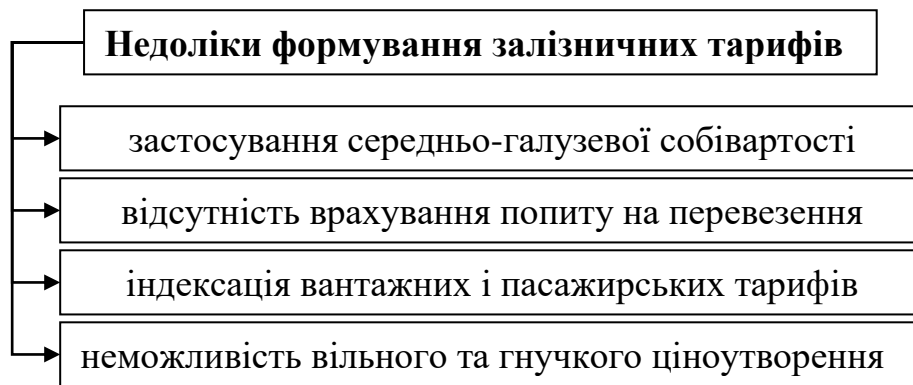 Недоліки формування залізничних тарифів
застосування середньо-галузевої собівартості
відсутність врахування попиту на перевезення
індексація вантажних і пасажирських тарифів
неможливість вільного та гнучкого ціноутворення